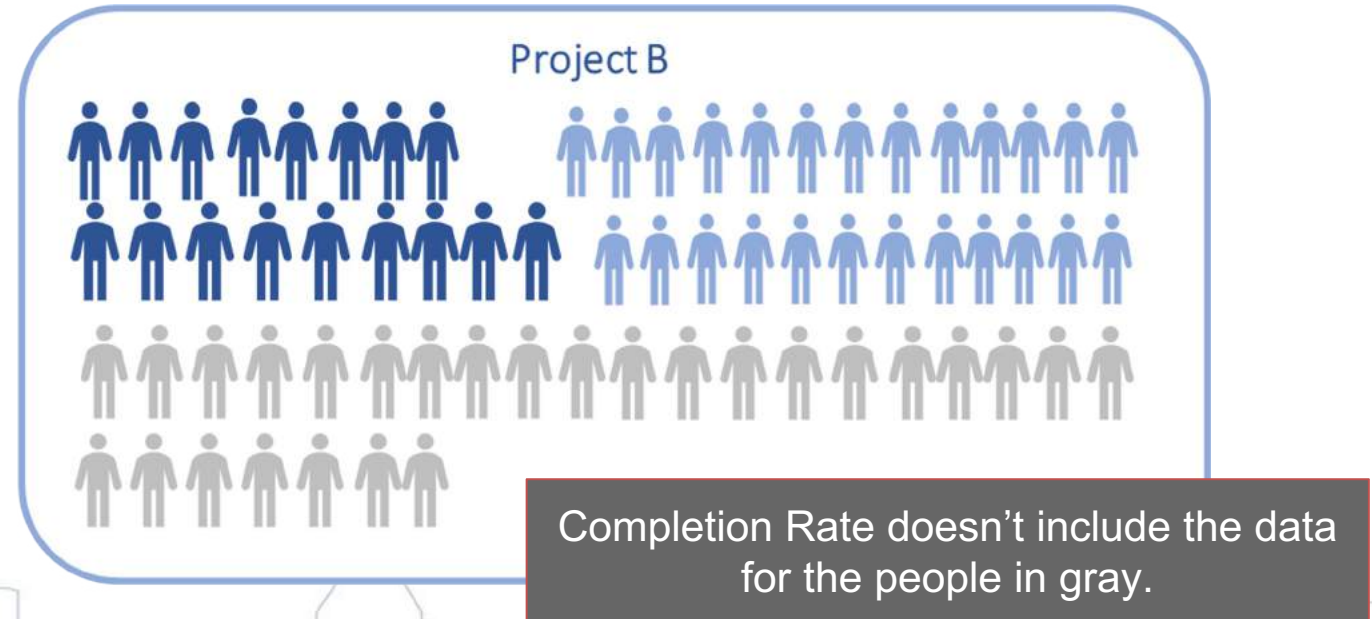 Project B
Completion Rate doesn’t include the data
for the people in gray.